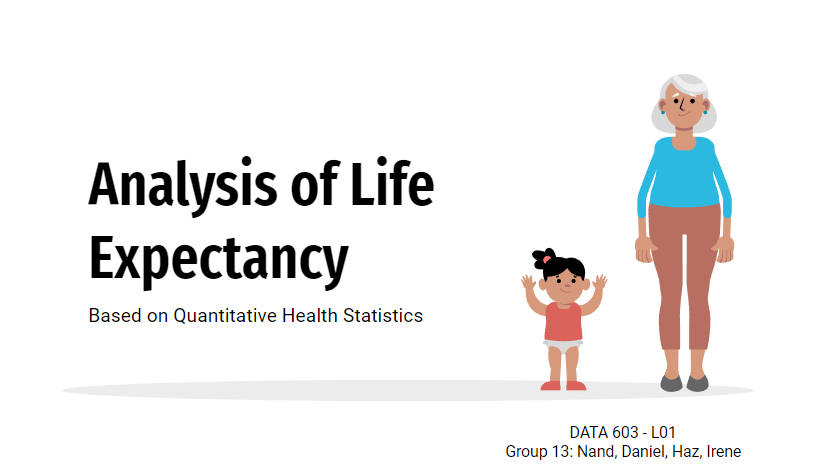 Analysis of Life
Expectancy
Based on Quantitative Health Statistics
DATA 603 - L01
Group 13: Nand, Daniel, Haz, Irene